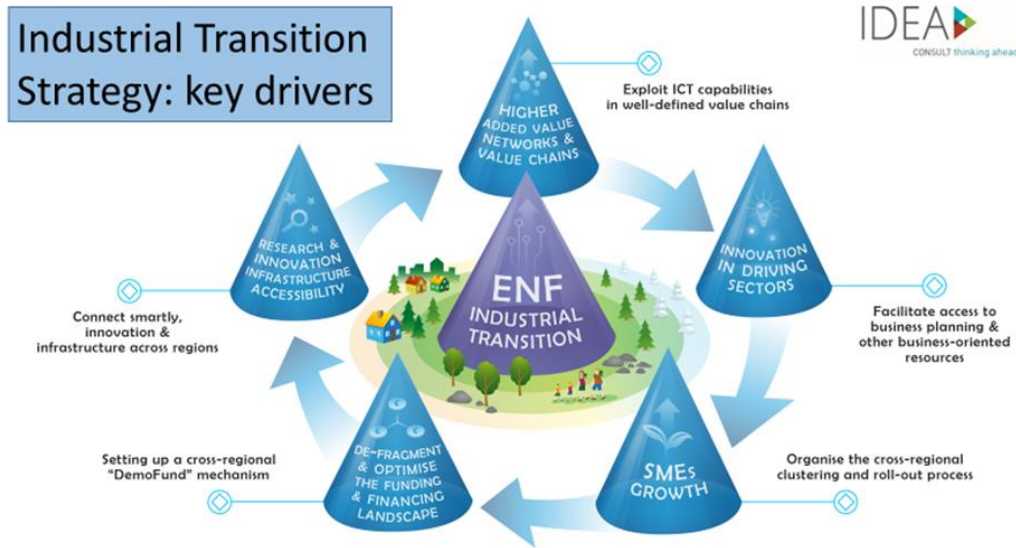 Industrial Transition
Strategy: key drivers
IDEA
CONSULT thinking ahead
HIGHER
ADDED VALUE
NETWORKS &
VALUE CHAINS
Exploit ICT capabilities
in well-defined value chains
INNOVATION
IN DRIVING
SECTORS
Facilitate access to
business planning &
other business-oriented
resources
SMEs
GROWTH
Organise the cross-regional
clustering and roll-out process
DE-FRAGMENT
& OPTIMISE
THE FUNDING
& FINANCING
LANDSCAPE
Setting up a cross-regional
"DemoFund" mechanism
RESEARCH &
INNOVATION
INFRASTRUCTURE
ACCESSIBILITY
Connect smartly,
innovation &
infrastructure across regions
ENF
INDUSTRIAL
TRANSITION